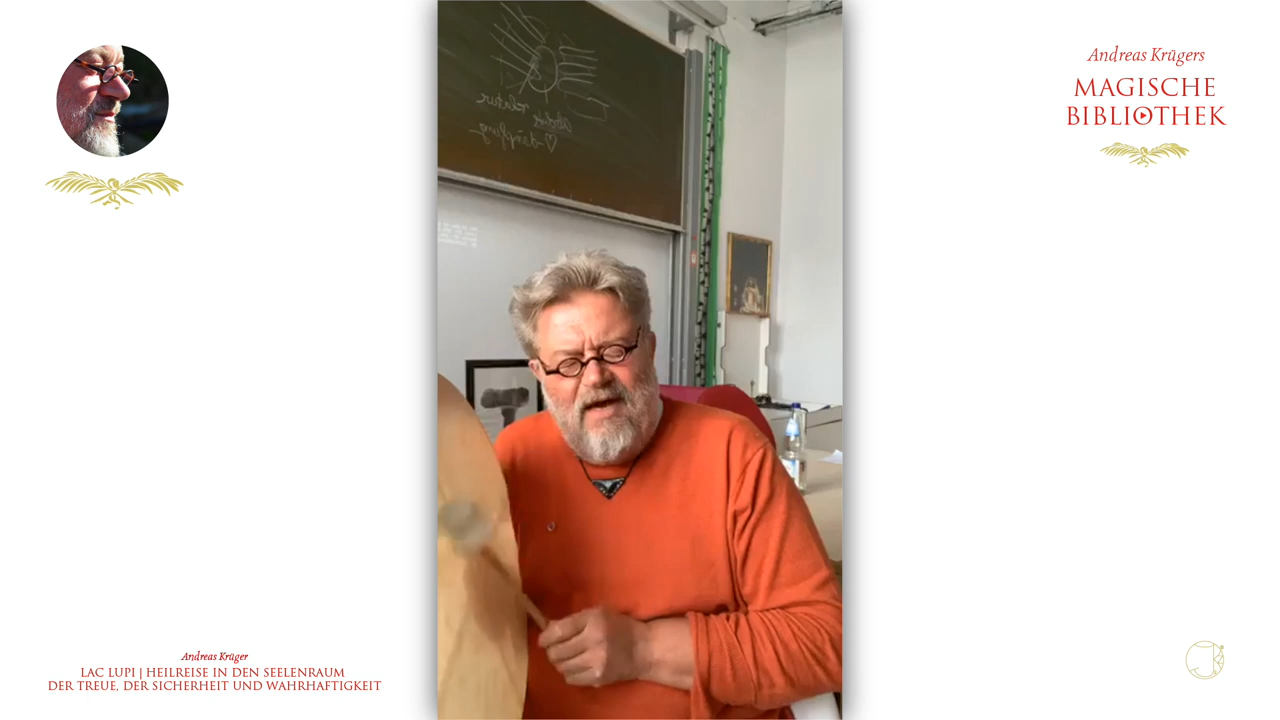 Andreas Krügers
MAGISCHE
BIBLIOTHEK
Andreas Krüger
LAC LUPI | HEILREISE IN DEN SEELENRAUM
DER TREUE, DER SICHERHEIT UND WAHRHAFTIGKEIT